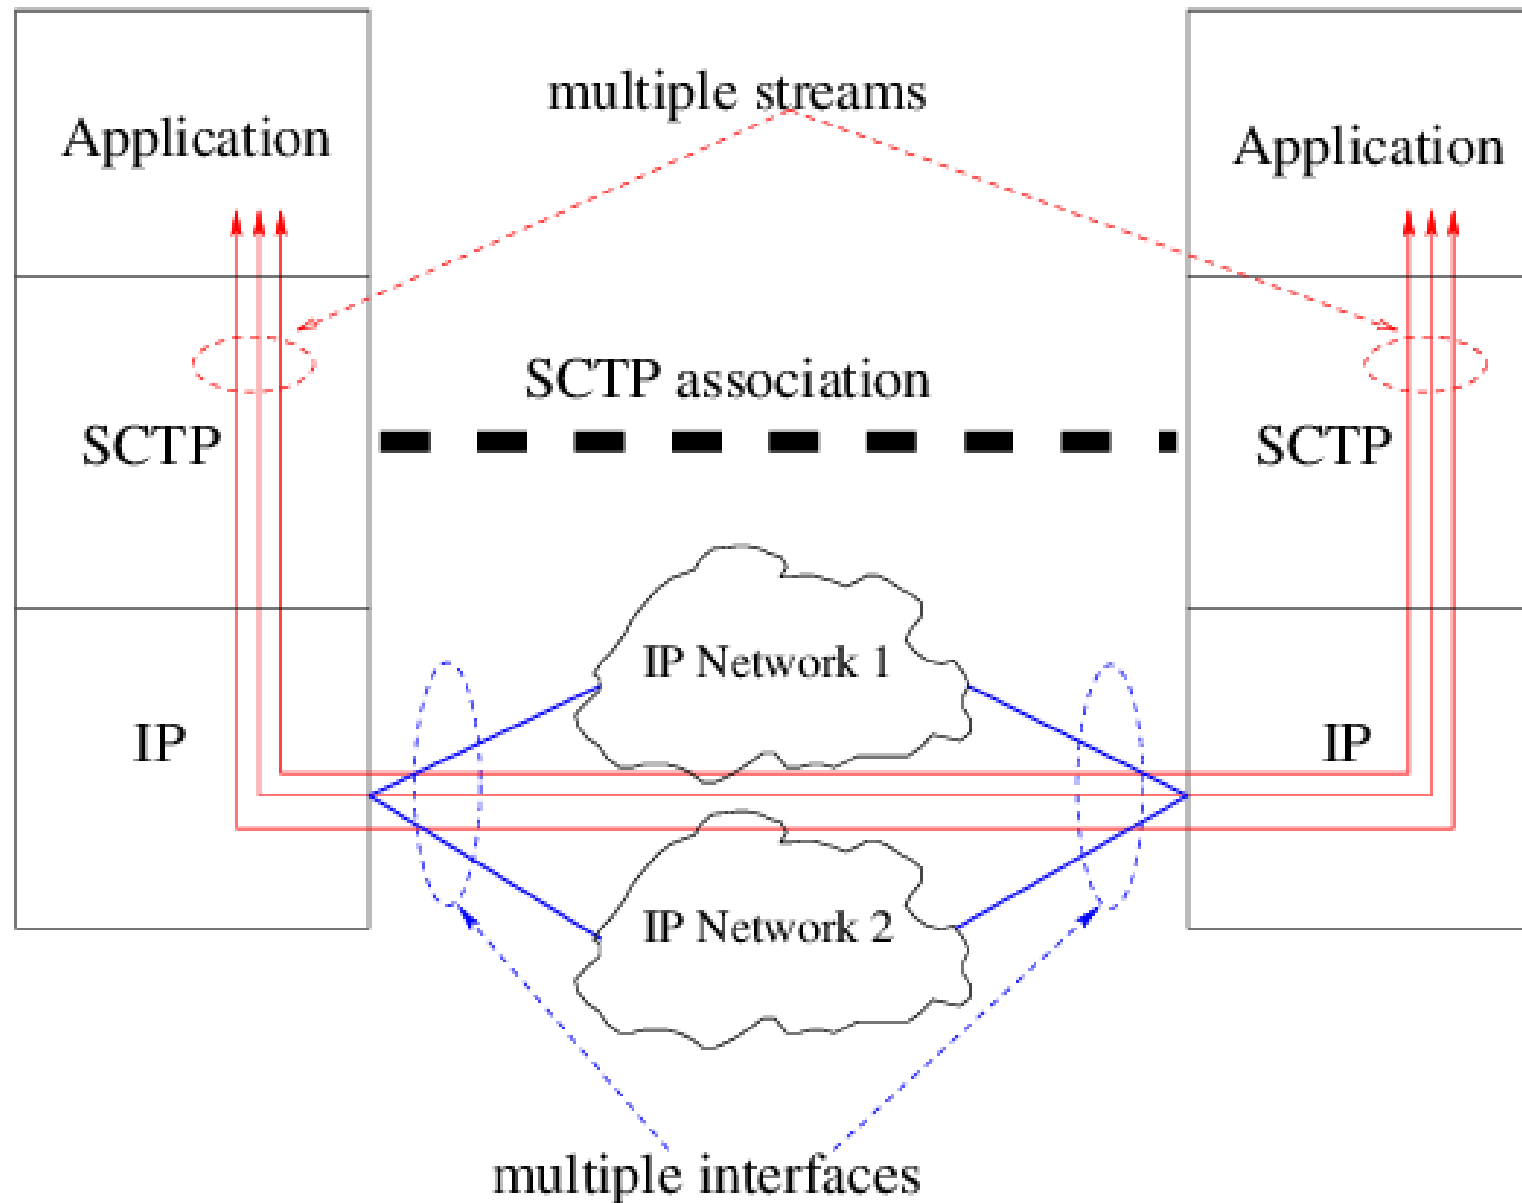 multiple streams
Application
Application
SCTP association
SCTP
SCTP
IP Network 1
IP
IP
IP Network 2
multiple interfaces